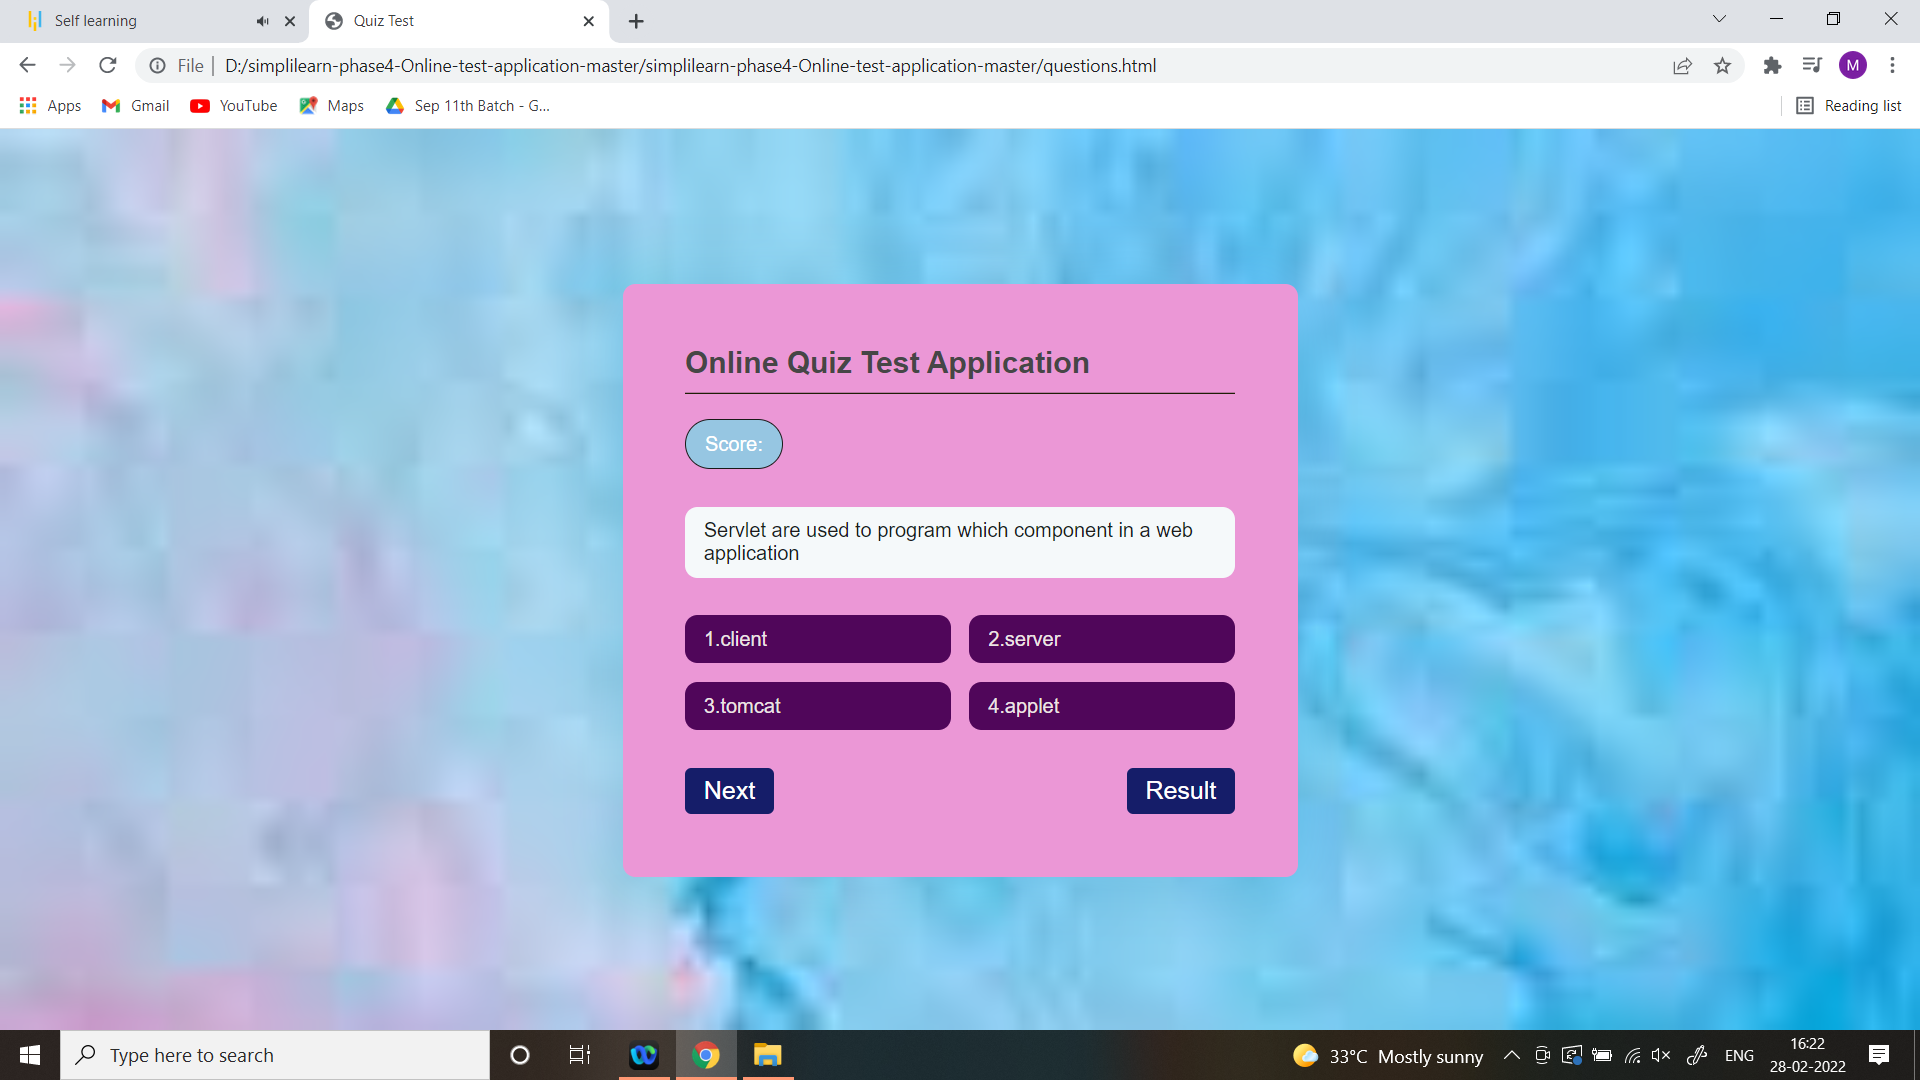 Self learning
Quiz Test
File
D:/simplilearn-phase4-Online-test-application-master/simplilearn-phase4-Online-test-application-master/questions.html
M
Apps
Gmail
YouTube
Maps
Sep 11th Batch - G...
Reading list
Online Quiz Test Application
Score:
Servlet are used to program which component in a web
application
1.client
2.server
3.tomcat
4.applet
Next
Result
Type here to search
33°C Mostly sunny
ENG
16:22
28-02-2022